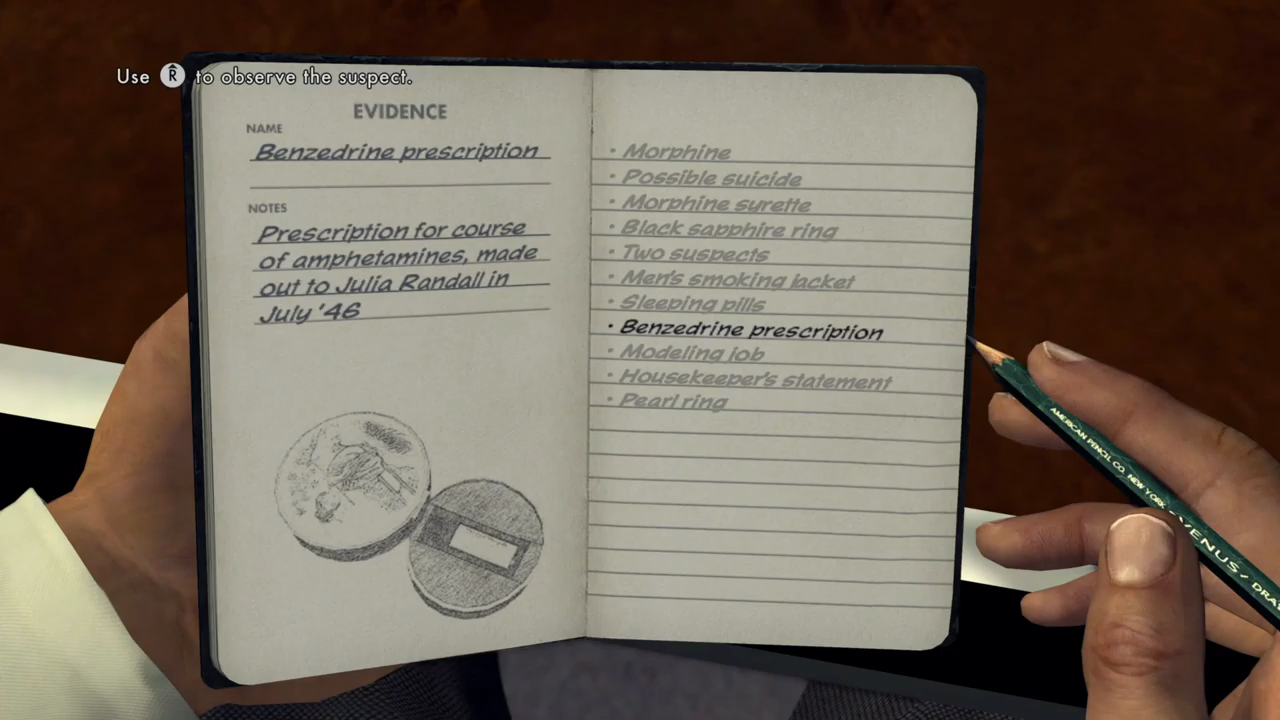 Use R to observe the suspect.
EVIDENCE
NAME
Benzedrine prescription
NOTES
Prescription for course
of amphetamines, made
out to Julia Randall in
July '46
• Morphine
• Possible suicide
• Morphine surette
• Black sapphire ring
• Two suspects
• Men's smoking jacket
• Sleeping pills
• Benzedrine prescription
• Modeling job
• Housekeeper's statement
• Pearl ring
AMERICAN PENCIL CO. NEW YORK
VENUS